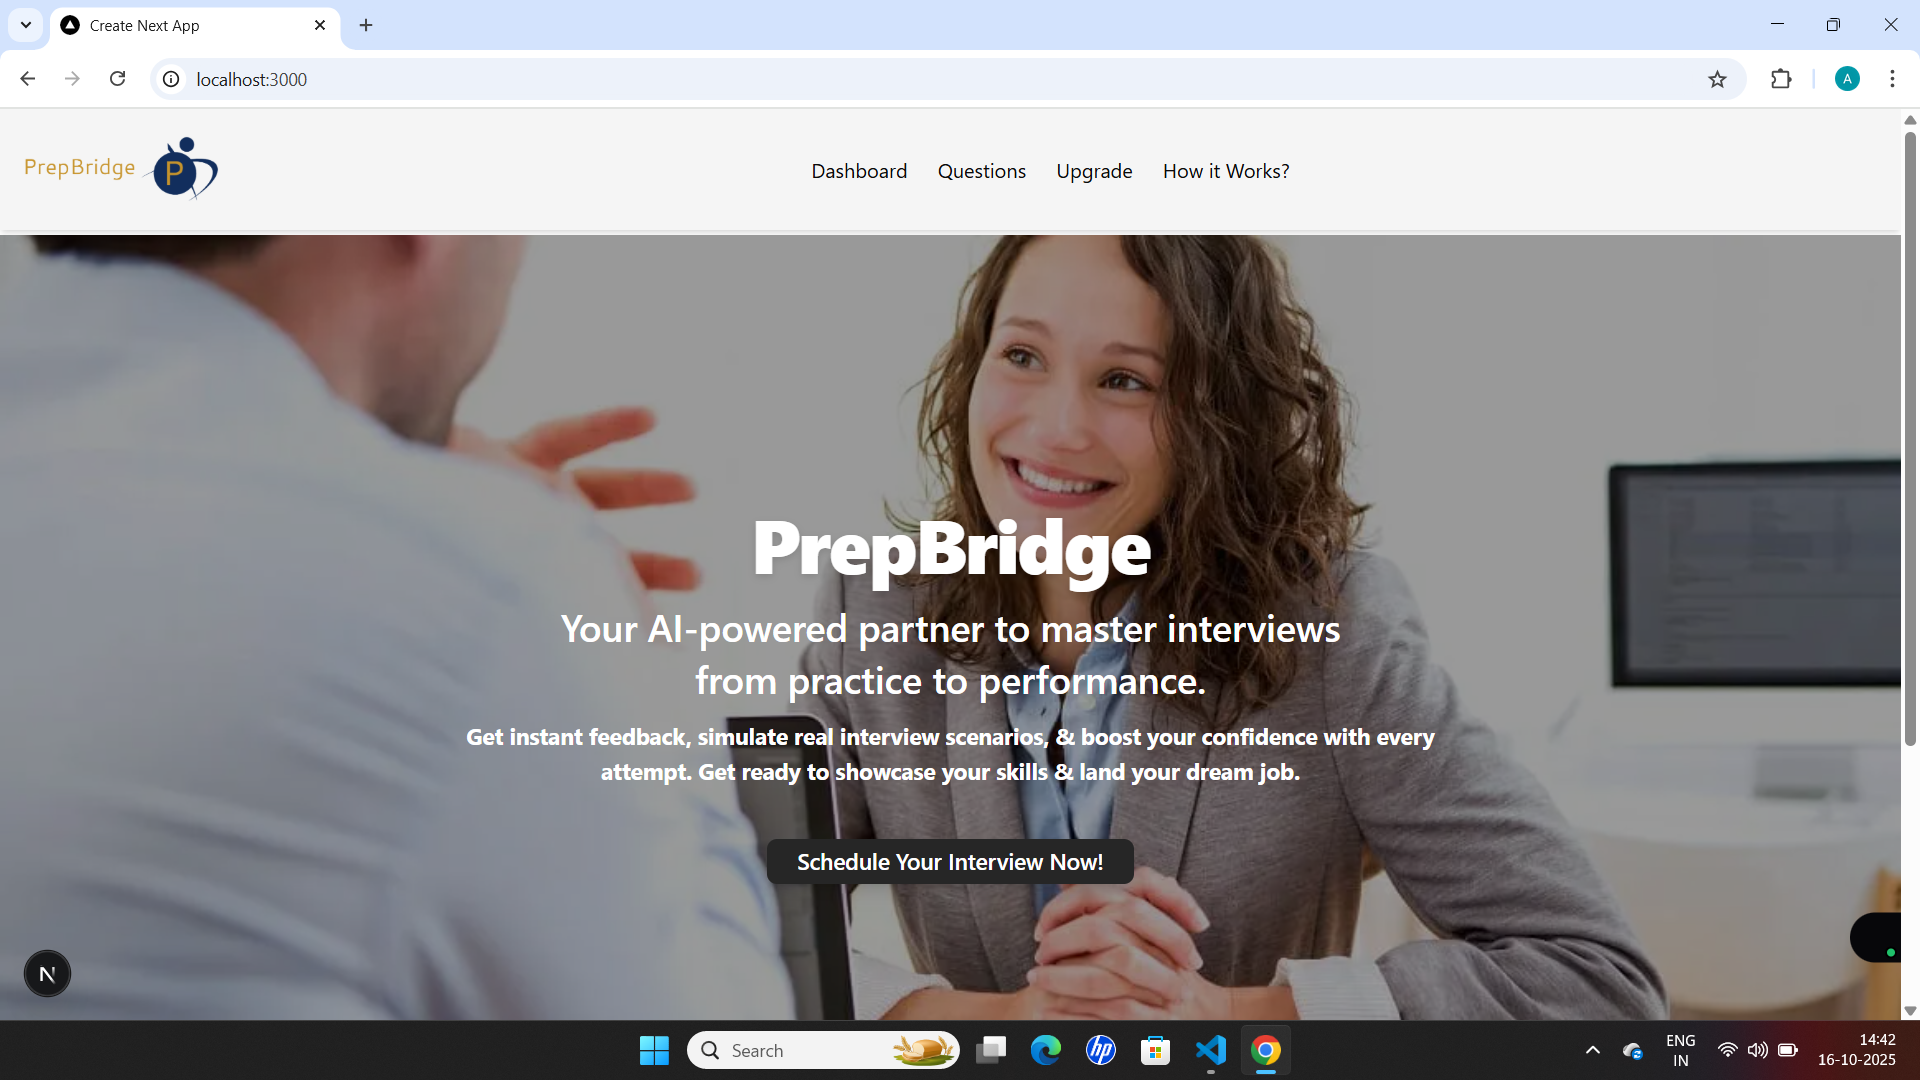 Create Next App
localhost:3000
A
PrepBridge
P
Dashboard Questions Upgrade How it Works?
PrepBridge
Your AI-powered partner to master interviews
from practice to performance.
Get instant feedback, simulate real interview scenarios, & boost your confidence with every
attempt. Get ready to showcase your skills & land your dream job.
Schedule Your Interview Now!
N
Search
hp
ENG
IN
14:42
16-10-2025